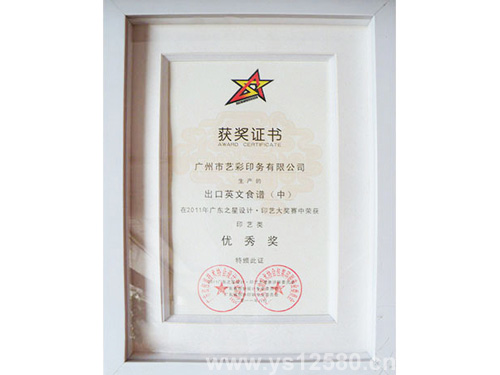 获奖证书
AWARD CERTIFICATE
广州市艺彩印务有限公司
生产的
出口英文食谱（中）
在2011年广东之星设计·印艺大奖赛中荣获
印艺类
优秀奖
特颁此证
www.ys12580.cn